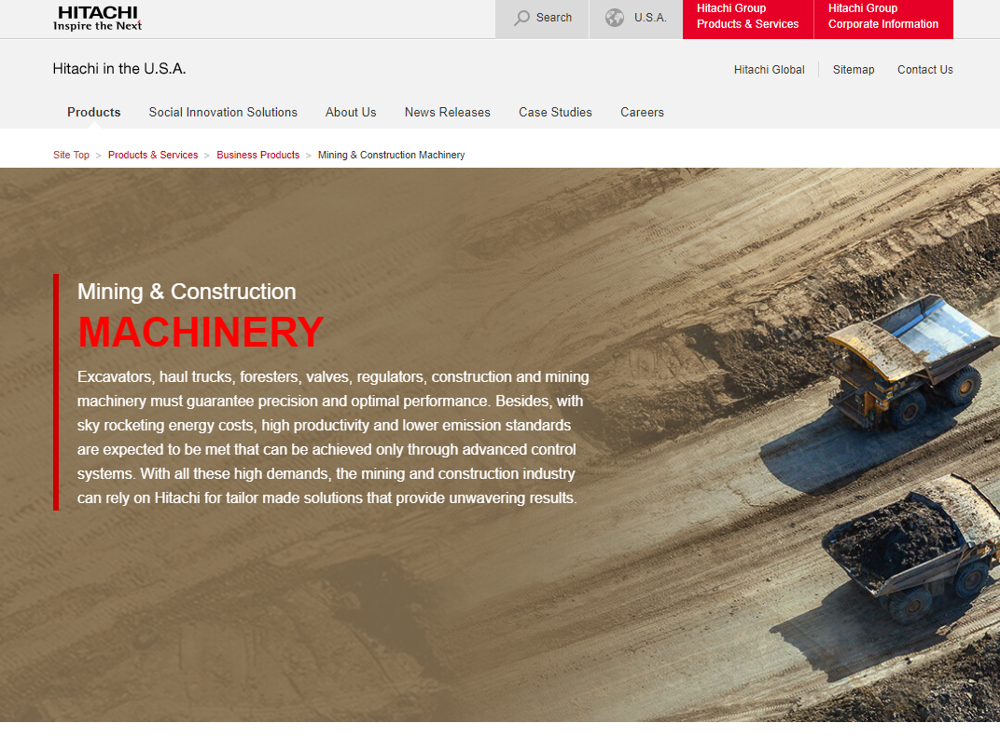 HITACHI
Inspire the Next
Search
U.S.A.
Hitachi Group
Products & Services
Hitachi Group
Corporate Information
Hitachi in the U.S.A.
Hitachi Global
Sitemap
Contact Us
Products
Social Innovation Solutions
About Us
News Releases
Case Studies
Careers
Site Top > Products & Services > Business Products > Mining & Construction Machinery
Mining & Construction
MACHINERY
Excavators, haul trucks, foresters, valves, regulators, construction and mining
machinery must guarantee precision and optimal performance. Besides, with
sky rocketing energy costs, high productivity and lower emission standards
are expected to be met that can be achieved only through advanced control
systems. With all these high demands, the mining and construction industry
can rely on Hitachi for tailor made solutions that provide unwavering results.